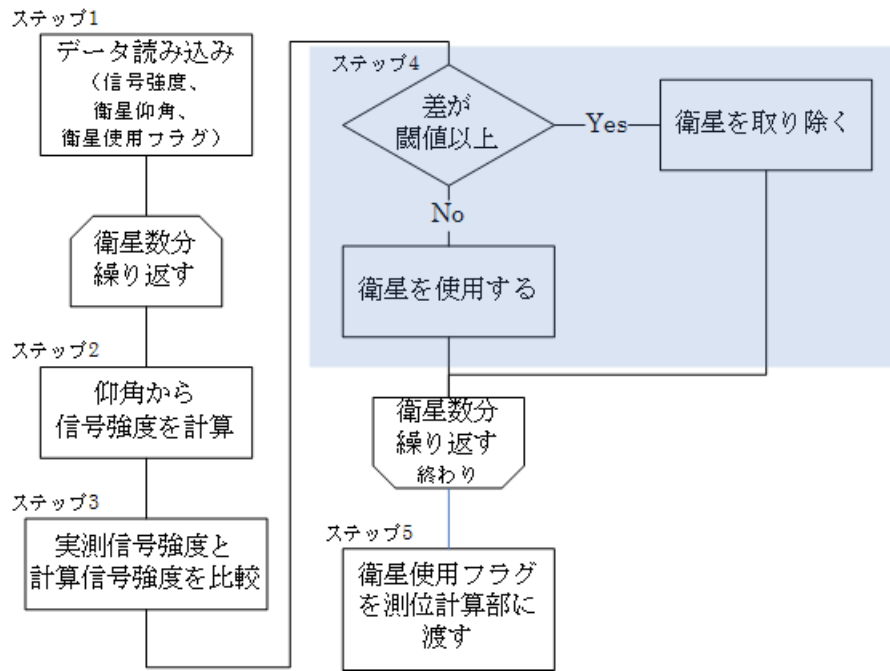 ステップ1
データ読み込み
（信号強度、
衛星仰角、
衛星使用フラグ）
衛星数分
繰り返す
ステップ2
仰角から
信号強度を計算
ステップ3
実測信号強度と
計算信号強度を比較
ステップ4
差が
閾値以上
Yes
衛星を取り除く
No
衛星を使用する
衛星数分
繰り返す
終わり
ステップ5
衛星使用フラグ
を測位計算部に
渡す